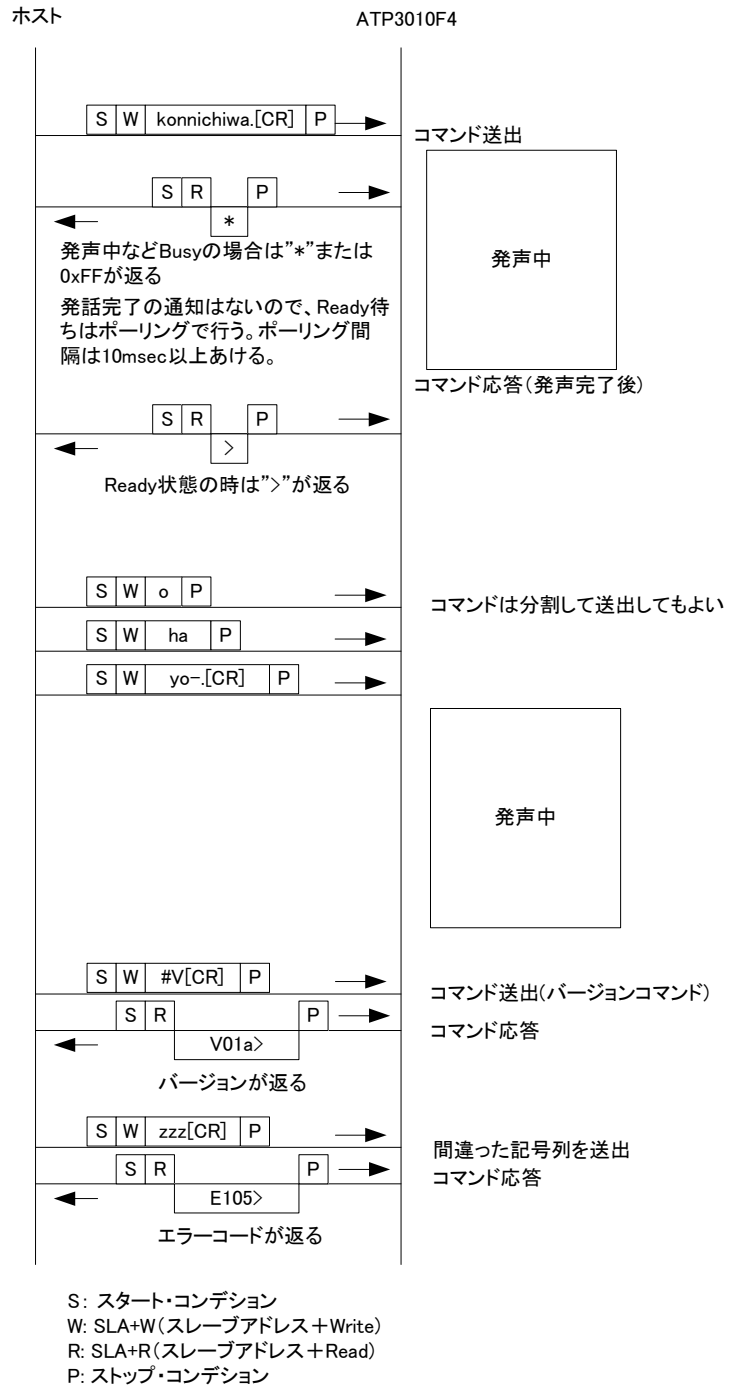 ホスト
ATP3010F4
S W konnichiwa.[CR] P
コマンド送出
S R P
*
発声中などBusyの場合は”*”または
0xFFが返る
発話完了の通知はないので、Ready待
ちはポーリングで行う。ポーリング間
隔は10msec以上あける。
発声中
コマンド応答(発声完了後)
S R P
>
Ready状態の時は”>”が返る
S W o P
コマンドは分割して送出してもよい
S W ha P
S W yo-.[CR] P
発声中
S W #V[CR] P
コマンド送出(バージョンコマンド)
S R P
コマンド応答
V01a>
バージョンが返る
S W zzz[CR] P
間違った記号列を送出
S R P
コマンド応答
E105>
エラーコードが返る
S: スタート・コンデション
W: SLA+W(スレーブアドレス+Write)
R: SLA+R(スレーブアドレス+Read)
P: ストップ・コンデション